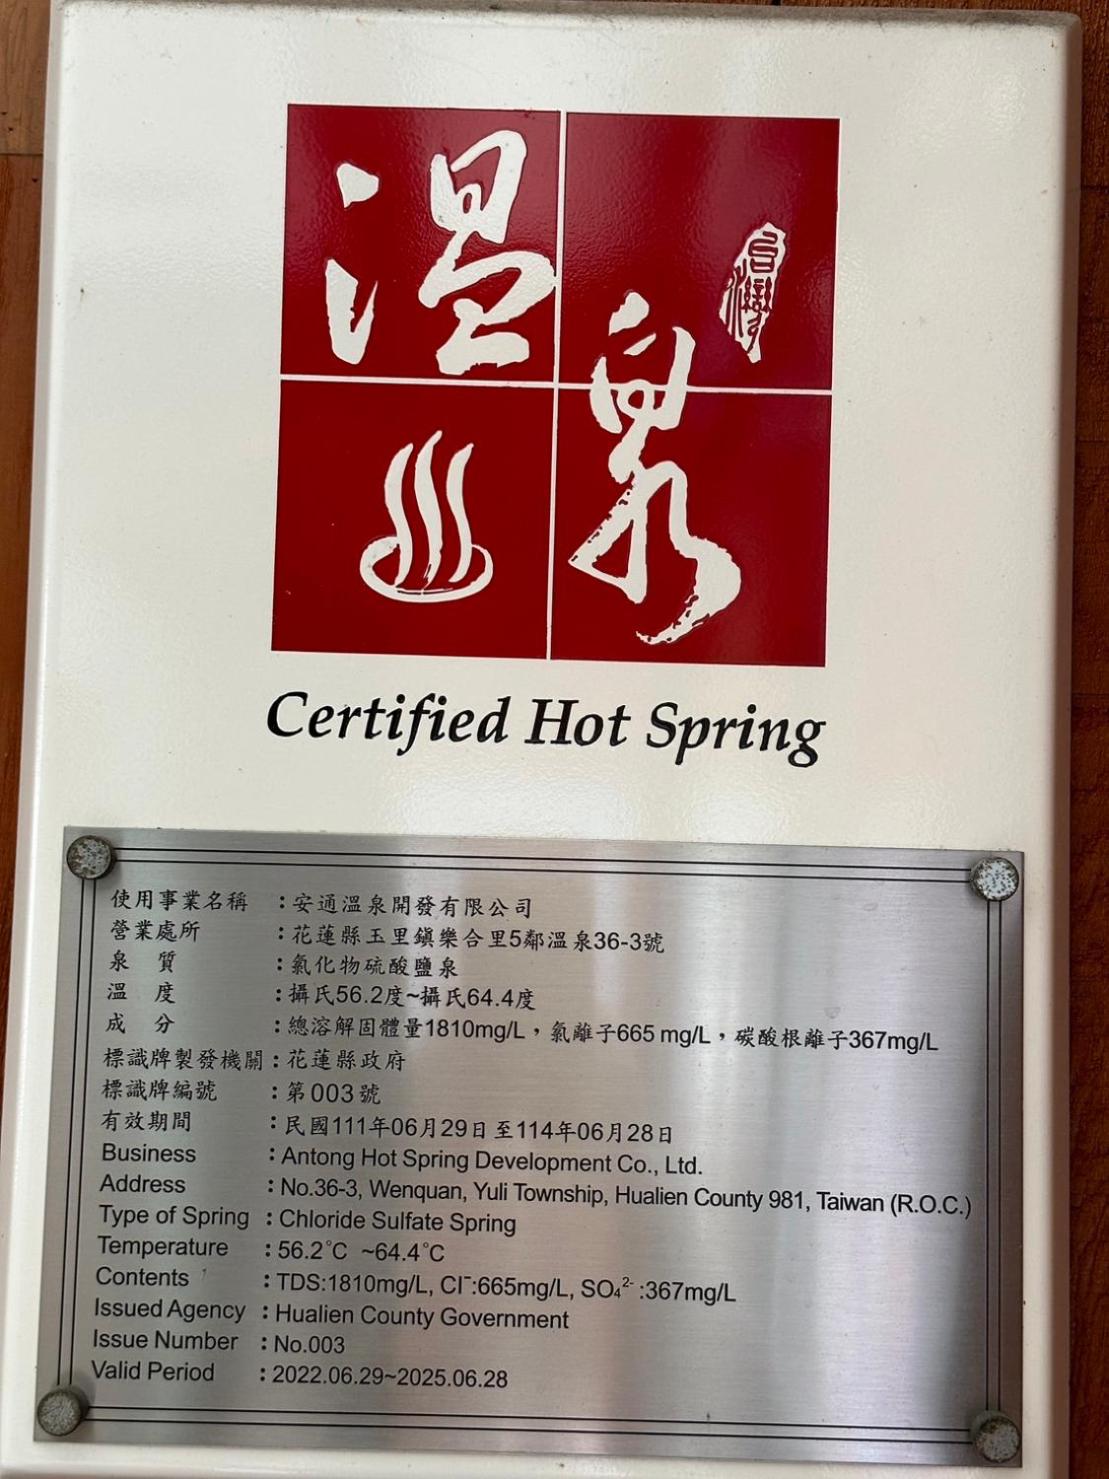 溫泉
台灣
Certified Hot Spring
使用事業名稱 :安通溫泉開發有限公司
營業處所 :花蓮縣玉里鎮樂合里5鄰溫泉36-3號
泉 質 :氯化物硫酸鹽泉
溫 度 :攝氏56.2度~攝氏64.4度
成 分 :總溶解固體量1810mg/L，氯離子665 mg/L，碳酸根離子367mg/L
標識牌製發機關:花蓮縣政府
標識牌編號 :第003號
有效期間 :民國111年06月29日至114年06月28日
Business :Antong Hot Spring Development Co., Ltd.
Address :No.36-3, Wenquan, Yuli Township, Hualien County 981, Taiwan (R.O.C.)
Type of Spring :Chloride Sulfate Spring
Temperature :56.2°C ~64.4°C
Contents :TDS:1810mg/L, Cl⁻:665mg/L, SO₄²⁻ :367mg/L
Issued Agency :Hualien County Government
Issue Number :No.003
Valid Period :2022.06.29~2025.06.28